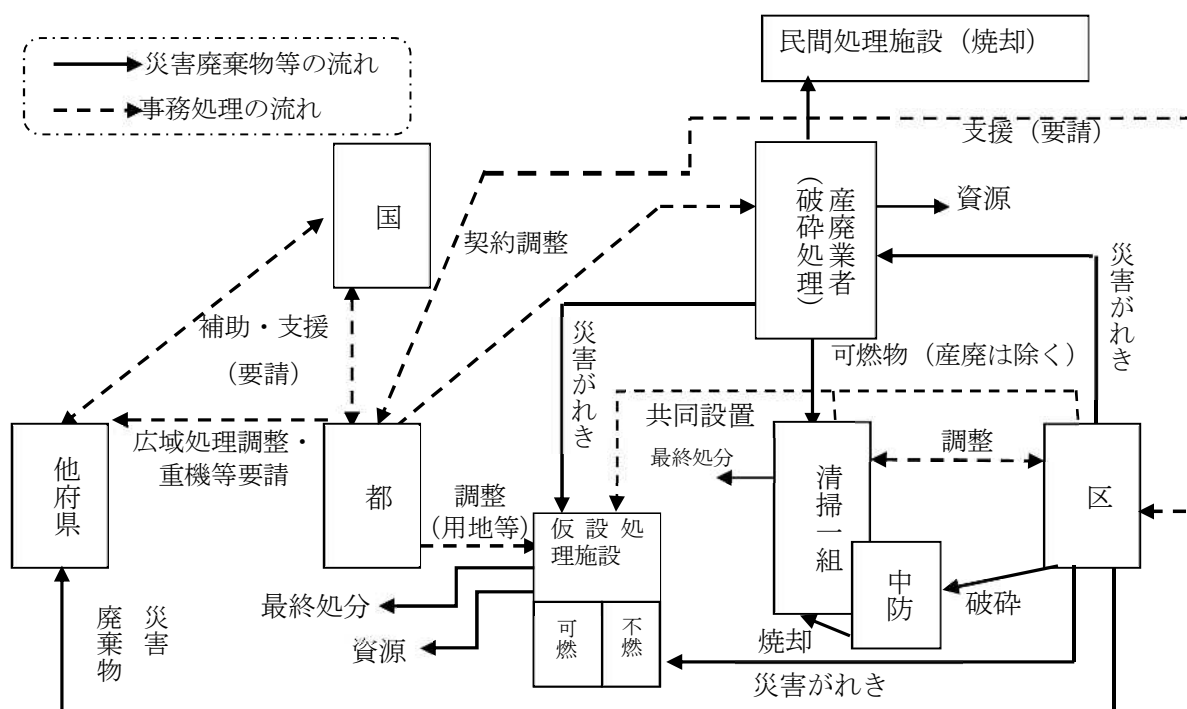 民間処理施設（焼却）
災害廃棄物等の流れ
事務処理の流れ
支援（要請）
国
契約調整
産廃業者
（破砕処理）
資源
災害がれき
補助・支援
（要請）
災害がれき
可燃物（産廃は除く）
共同設置
広域処理調整・
重機等要請
他府県
都
最終処分
清掃一組
調整
区
調整
（用地等）
仮設処
理施設
中防
破砕
最終処分
資源
可燃
不燃
焼却
災害がれき
災害
廃棄物